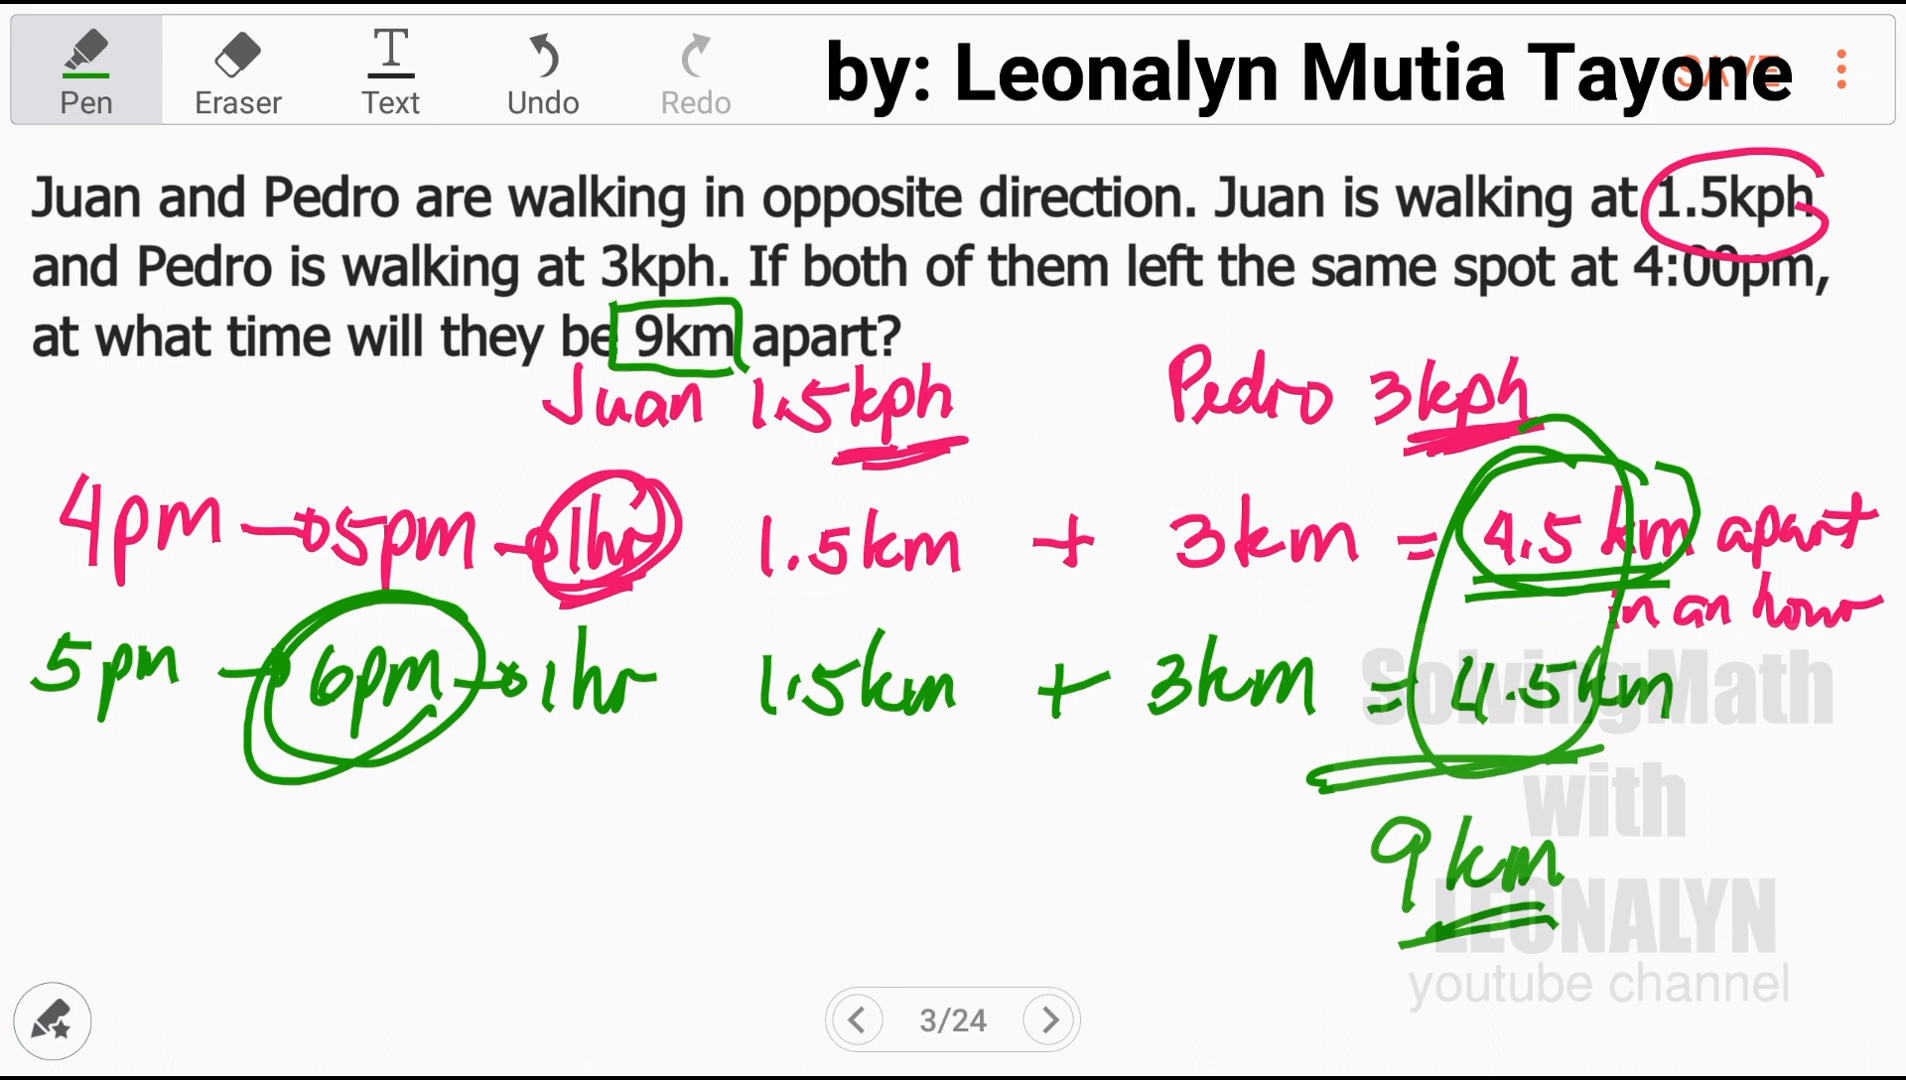 Pen Eraser Text Undo Redo by: Leonalyn Mutia Tayone SAVE
Juan and Pedro are walking in opposite direction. Juan is walking at 1.5kph
and Pedro is walking at 3kph. If both of them left the same spot at 4:00pm,
at what time will they be 9km apart?
Juan 1.5kph Pedro 3kph
4pm → 5pm → 1hr 1.5km + 3km = 4.5 km apart
in an hour
5pm → 6pm → 1hr 1.5km + 3km = 4.5km
9km
SolvingMath
with
LEONALYN
youtube channel
3/24